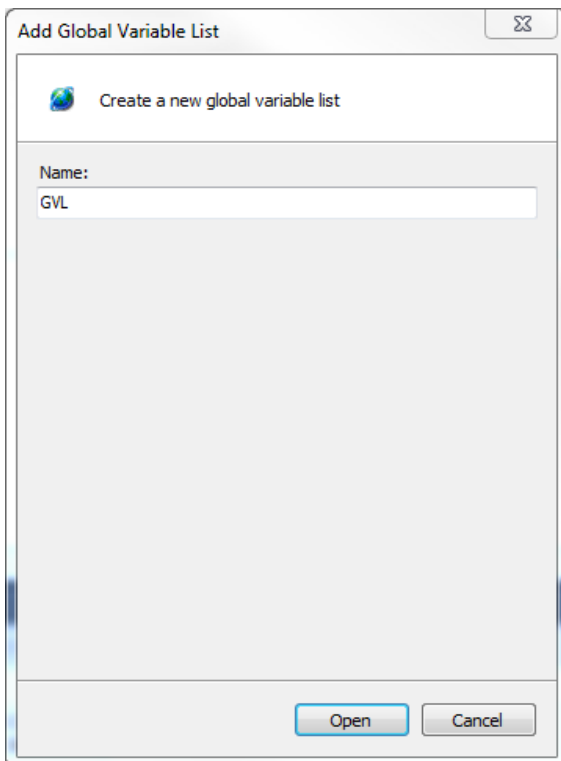 Add Global Variable List
Create a new global variable list
Name:
GVL
Open Cancel